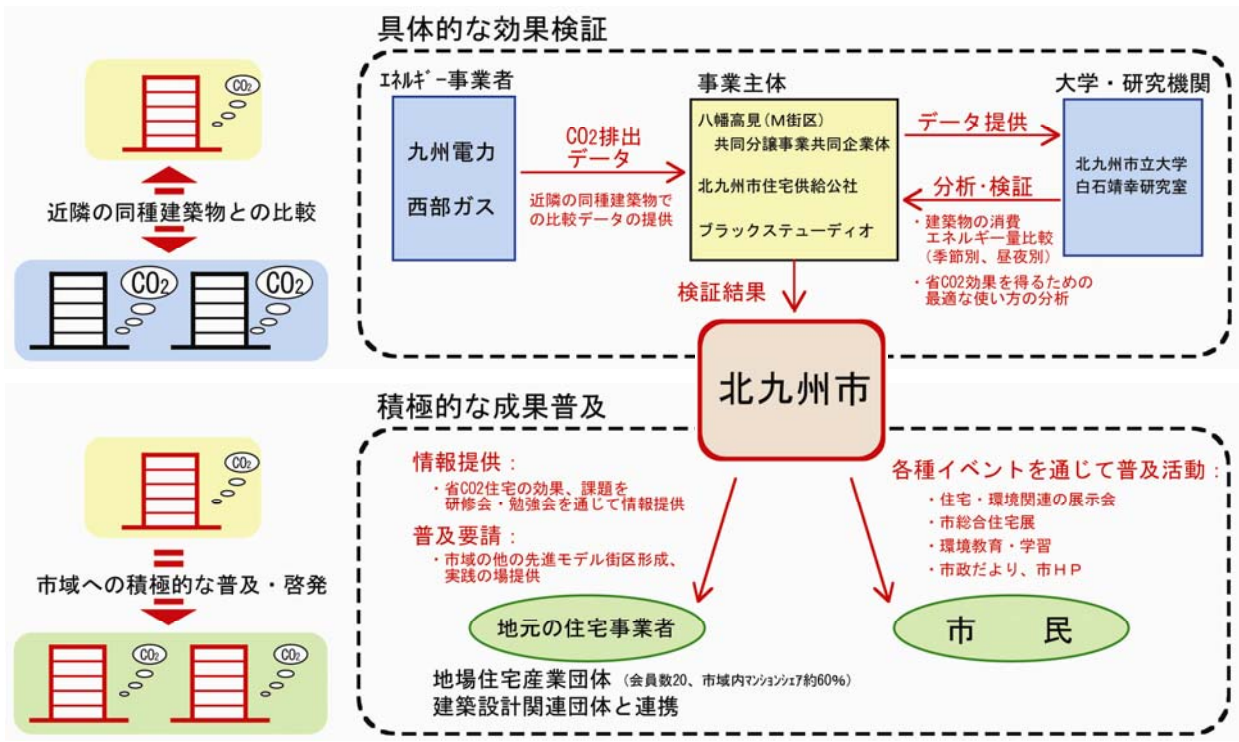 具体的な効果検証
CO₂
近隣の同種建築物との比較
CO₂
CO₂
ｴﾈﾙｷﾞｰ事業者
九州電力
西部ガス
CO2排出
データ
近隣の同種建築物で
の比較データの提供
事業主体
八幡高見（M街区）
共同分譲事業共同企業体
北九州市住宅供給公社
ブラックステューディオ
データ提供
分析・検証
・建築物の消費
エネルギー量比較
（季節別、昼夜別）
・省CO2効果を得るための
最適な使い方の分析
大学・研究機関
北九州市立大学
白石靖幸研究室
検証結果
北九州市
積極的な成果普及
CO₂
市域への積極的な普及・啓発
CO₂
CO₂
情報提供：
・省CO2住宅の効果、課題を
研修会・勉強会を通じて情報提供
普及要請：
・市域の他の先進モデル街区形成、
実践の場提供
各種イベントを通じて普及活動：
・住宅・環境関連の展示会
・市総合住宅展
・環境教育・学習
・市政だより、市ＨＰ
地元の住宅事業者
市　民
地場住宅産業団体（会員数20、市域内ﾏﾝｼｮﾝｼｪｱ約60%）
建築設計関連団体と連携